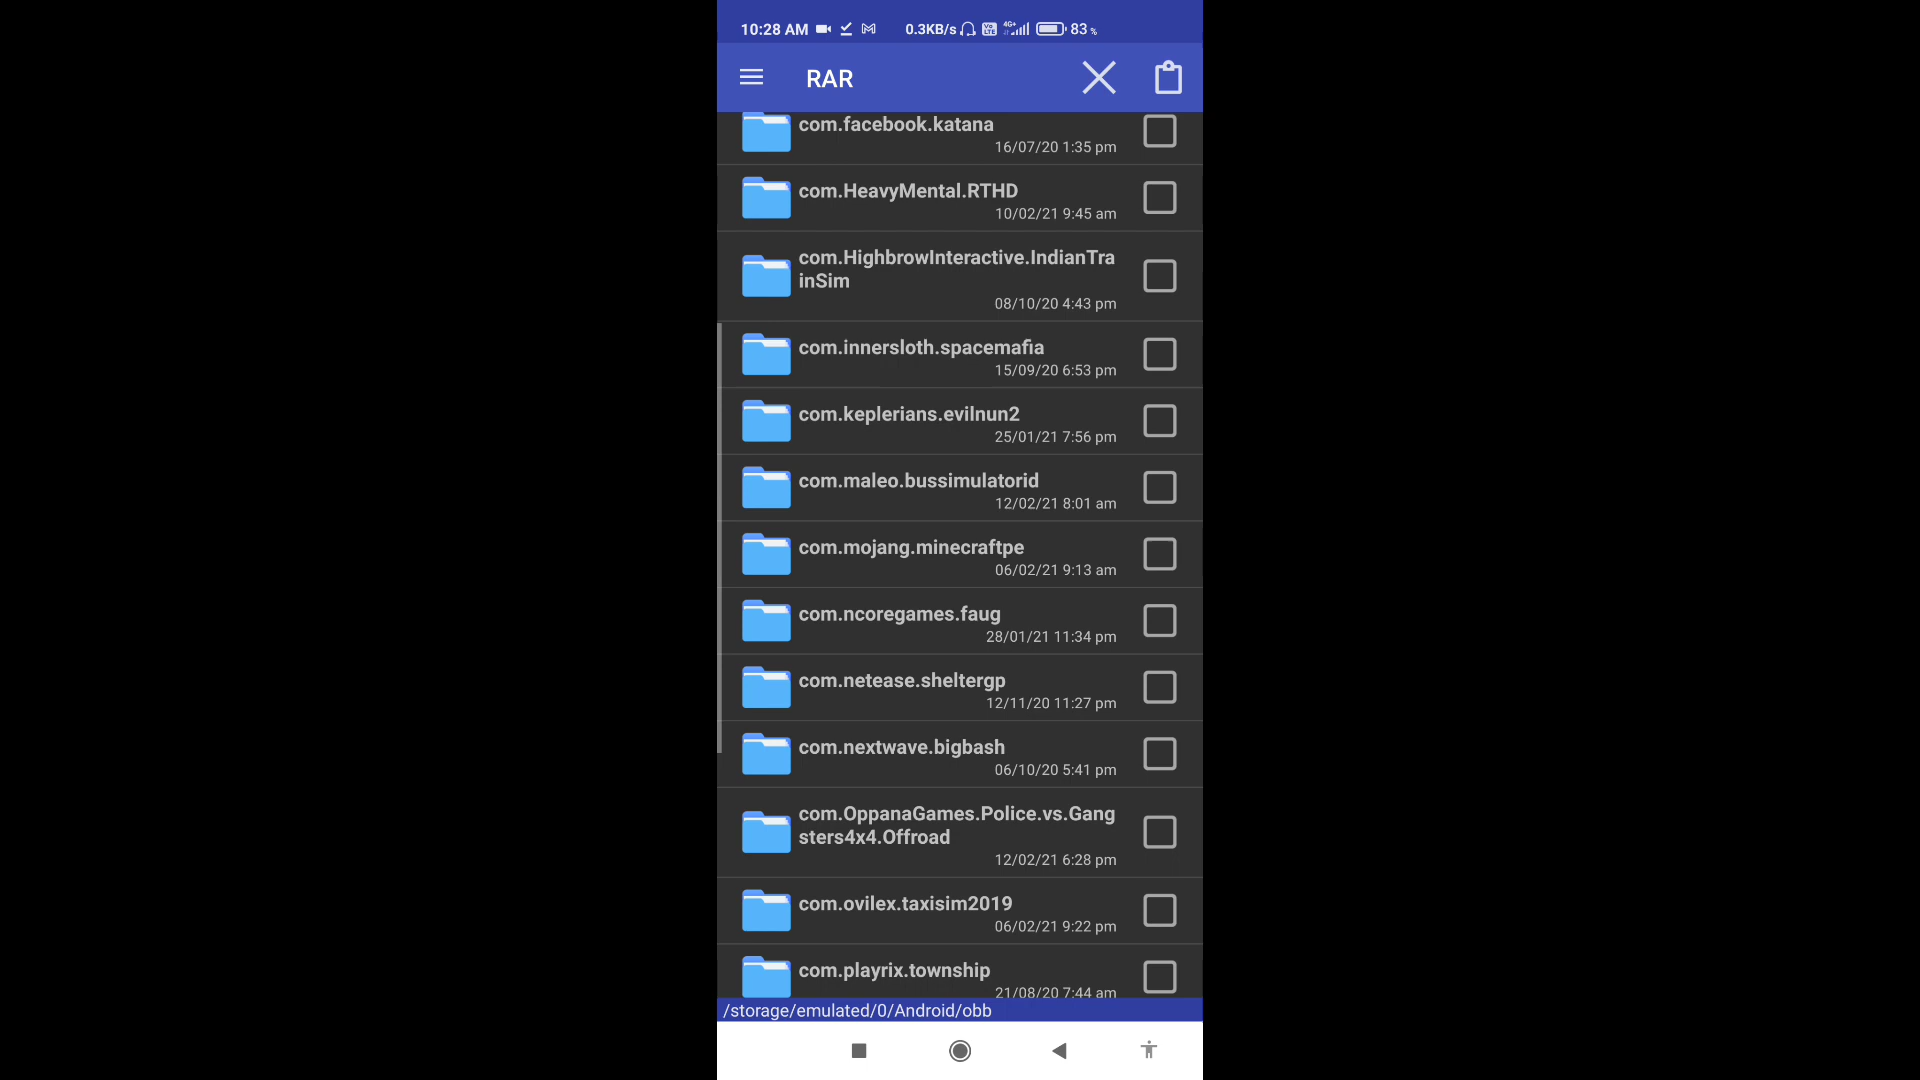 10:28 AM 0.3KB/s 4G+ 83 %
RAR
com.facebook.katana
16/07/20 1:35 pm
com.HeavyMental.RTHD
10/02/21 9:45 am
com.HighbrowInteractive.IndianTra
inSim
08/10/20 4:43 pm
com.innersloth.spacemafia
15/09/20 6:53 pm
com.keplerians.evilnun2
25/01/21 7:56 pm
com.maleo.bussimulatorid
12/02/21 8:01 am
com.mojang.minecraftpe
06/02/21 9:13 am
com.ncoregames.faug
28/01/21 11:34 pm
com.netease.sheltergp
12/11/20 11:27 pm
com.nextwave.bigbash
06/10/20 5:41 pm
com.OppanaGames.Police.vs.Gang
sters4x4.Offroad
12/02/21 6:28 pm
com.ovilex.taxisim2019
06/02/21 9:22 pm
com.playrix.township
21/08/20 7:44 am
/storage/emulated/0/Android/obb